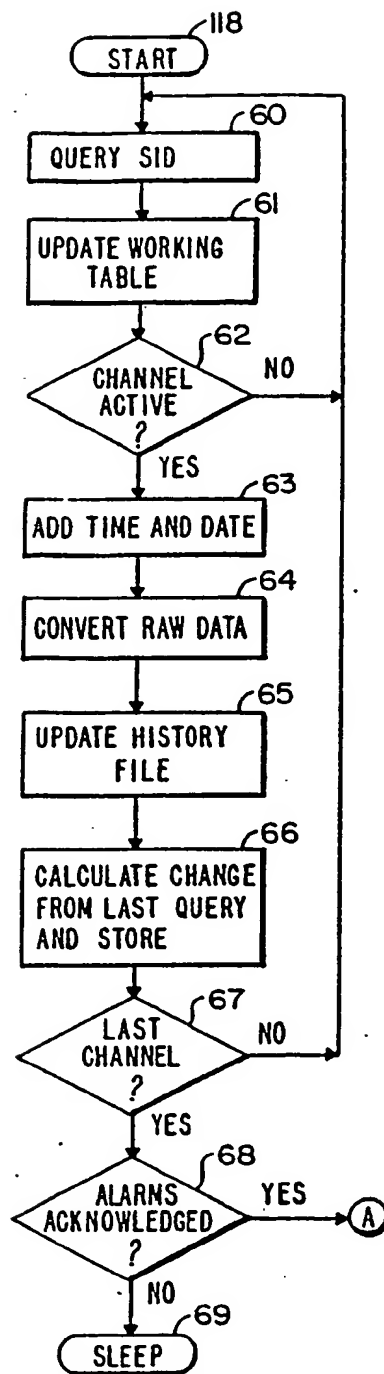 118
START
60
QUERY SID
61
UPDATE WORKING
TABLE
62
CHANNEL
ACTIVE
?
NO
YES
63
ADD TIME AND DATE
64
CONVERT RAW DATA
65
UPDATE HISTORY
FILE
66
CALCULATE CHANGE
FROM LAST QUERY
AND STORE
67
LAST
CHANNEL
?
NO
YES
68
ALARNS
ACKNOWLEDGED
?
YES
A
NO
69
SLEEP